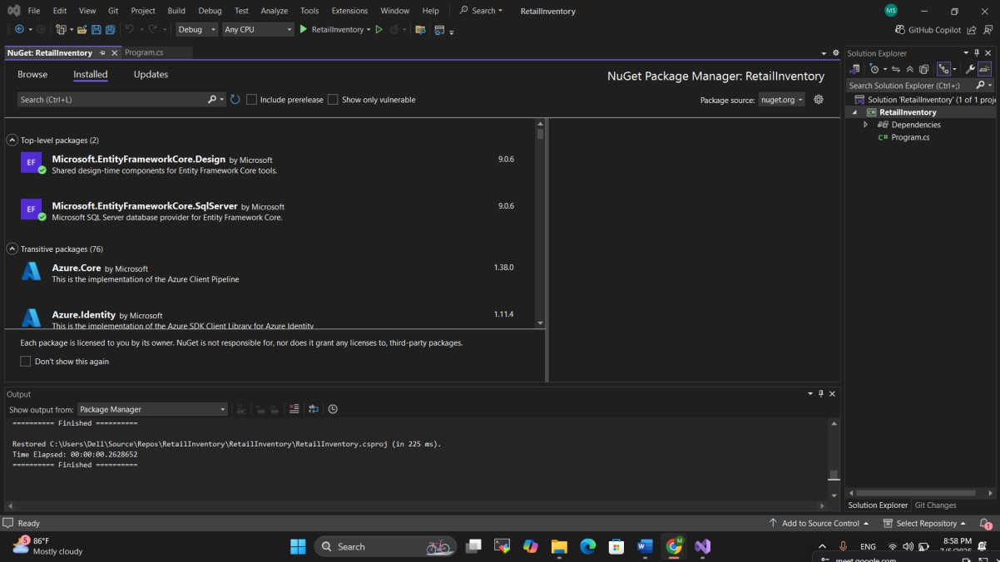 File Edit View Git Project Build Debug Test Analyze Tools Extensions Window Help Search RetailInventory MS
Debug Any CPU RetailInventory GitHub Copilot
NuGet: RetailInventory Program.cs
Browse Installed Updates
NuGet Package Manager: RetailInventory
Search (Ctrl+L) Include prerelease Show only vulnerable Package source: nuget.org
Top-level packages (2)
EF Microsoft.EntityFrameworkCore.Design by Microsoft 9.0.6
Shared design-time components for Entity Framework Core tools.
EF Microsoft.EntityFrameworkCore.SqlServer by Microsoft 9.0.6
Microsoft SQL Server database provider for Entity Framework Core.
Transitive packages (76)
Azure.Core by Microsoft 1.38.0
This is the implementation of the Azure Client Pipeline
Azure.Identity by Microsoft 1.11.4
This is the implementation of the Azure SDK Client Library for Azure Identity
Each package is licensed to you by its owner. NuGet is not responsible for, nor does it grant any licenses to, third-party packages.
Don't show this again
Solution Explorer
Search Solution Explorer (Ctrl+;)
Solution 'RetailInventory' (1 of 1 proje
RetailInventory
Dependencies
C# Program.cs
Solution Explorer Git Changes
Output
Show output from: Package Manager
========== Finished ==========
Restored C:\Users\Dell\Source\Repos\RetailInventory\RetailInventory\RetailInventory.csproj (in 225 ms).
Time Elapsed: 00:00:00.2628652
========== Finished ==========
Ready Add to Source Control Select Repository 1
5 86°F
Mostly cloudy
Search
ENG 8:58 PM
meet.google.com